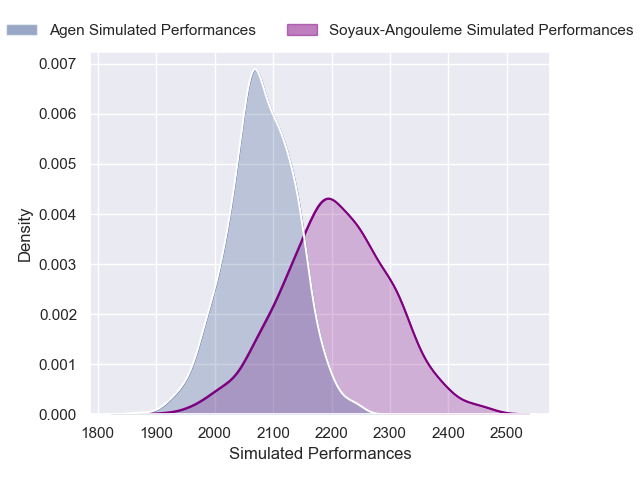 Agen Simulated Performances
Soyaux-Angouleme Simulated Performances
0.007
0.006
0.005
0.004
0.003
0.002
0.001
0.000
Density
1800 1900 2000 2100 2200 2300 2400 2500
Simulated Performances